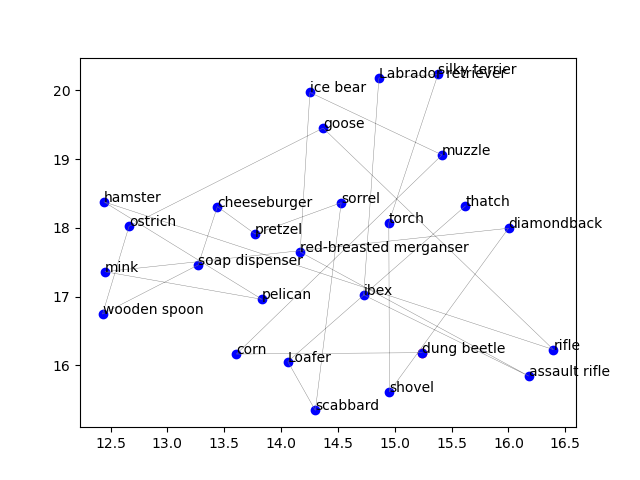 silky terrier
Labrador retriever
ice bear
goose
muzzle
hamster
cheeseburger
sorrel
thatch
ostrich
pretzel
torch
diamondback
red-breasted merganser
mink
soap dispenser
pelican
ibex
wooden spoon
corn
Loafer
dung beetle
rifle
assault rifle
shovel
scabbard
20
19
18
17
16
12.5 13.0 13.5 14.0 14.5 15.0 15.5 16.0 16.5